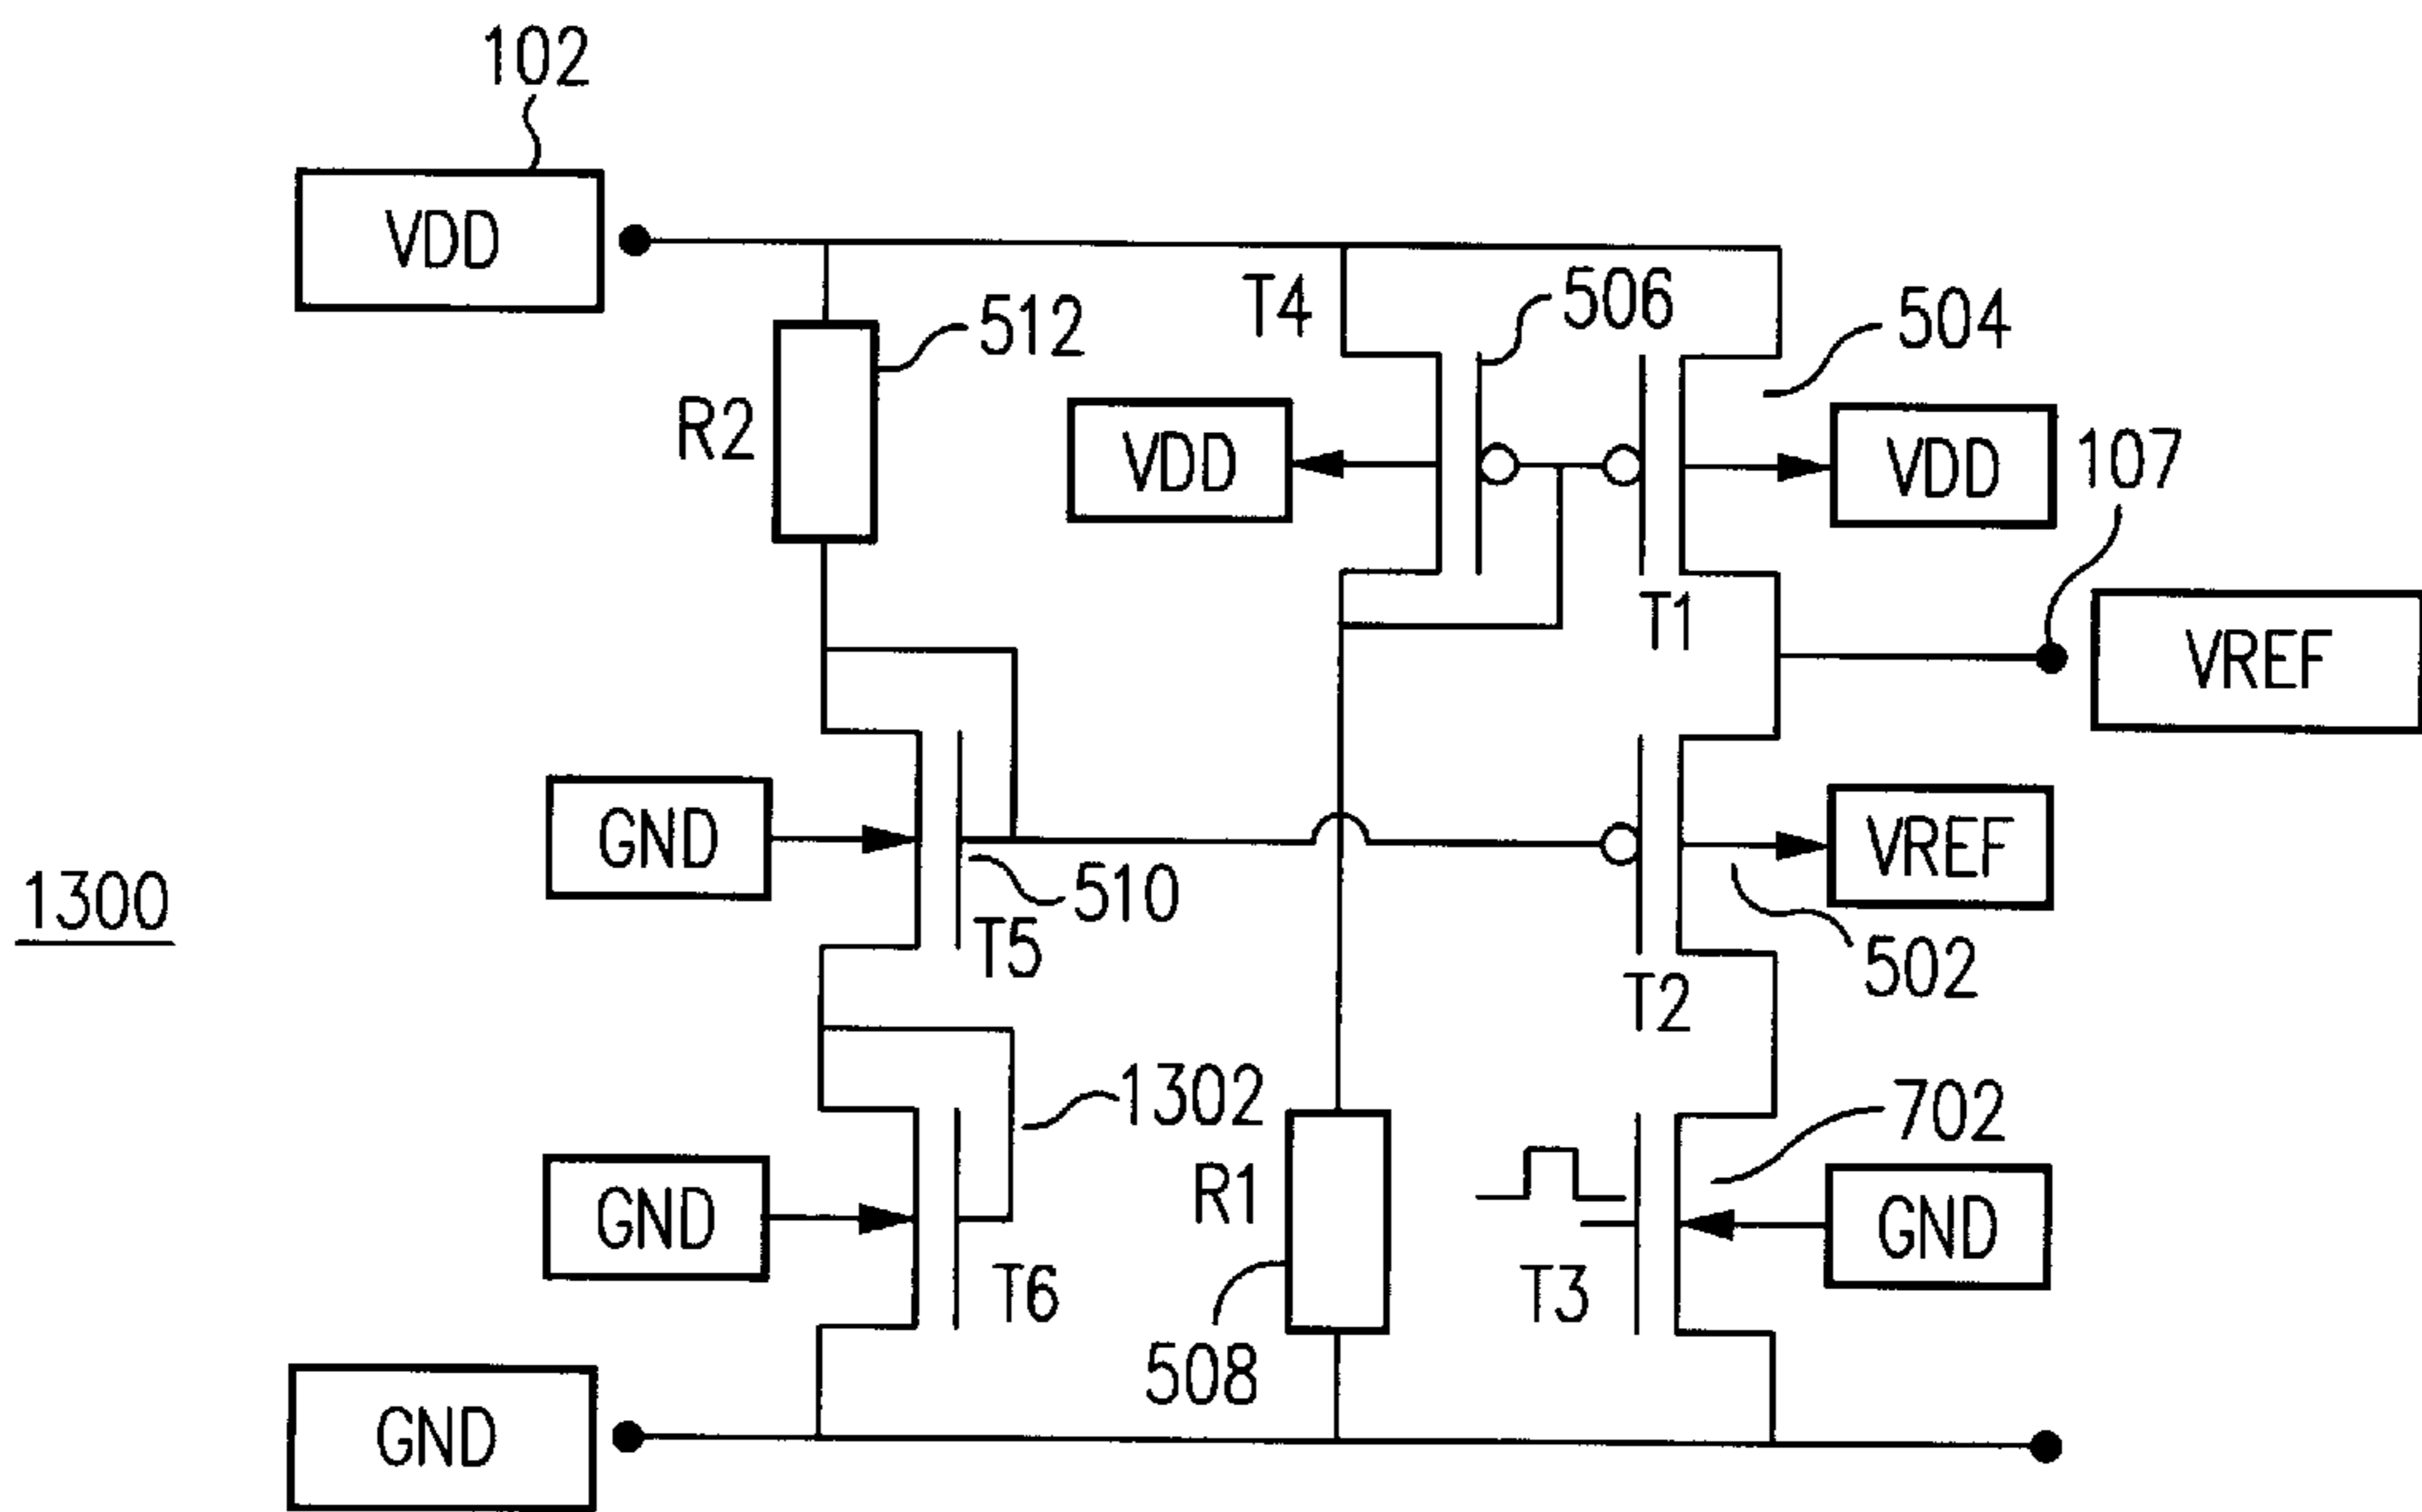 102
VDD
T4
506
504
512
R2
VDD
VDD
107
T1
VREF
GND
VREF
1300
510
T5
502
T2
1302
702
R1
GND
GND
T6
T3
508
GND